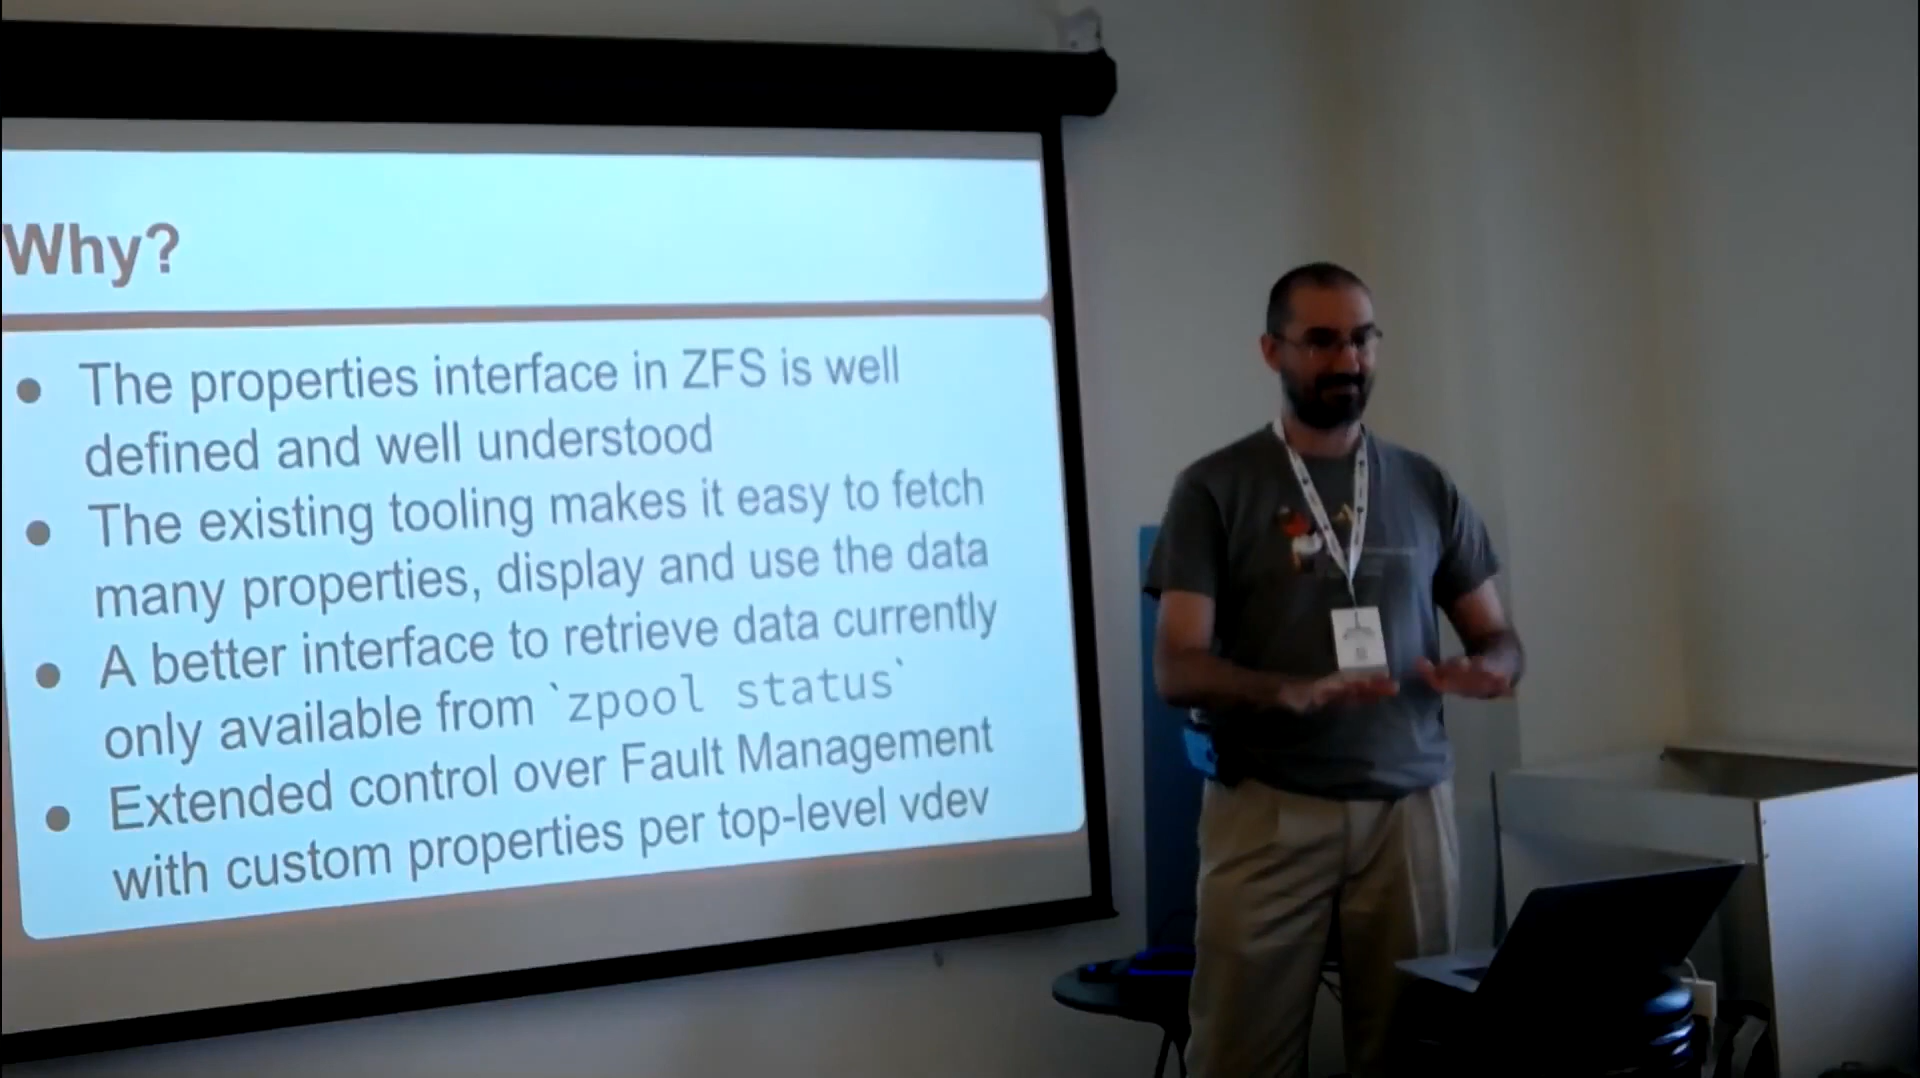 Why?
● The properties interface in ZFS is well
defined and well understood
● The existing tooling makes it easy to fetch
many properties, display and use the data
● A better interface to retrieve data currently
only available from `zpool status`
● Extended control over Fault Management
with custom properties per top-level vdev